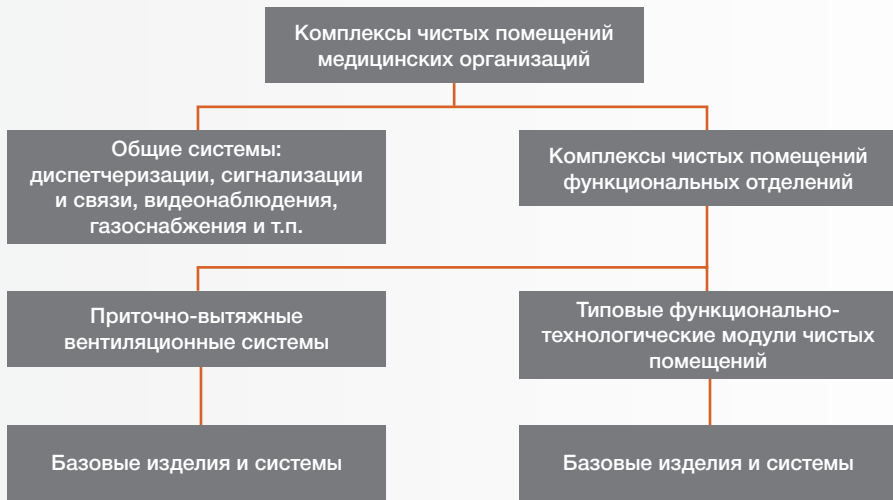 Комплексы чистых помещений
медицинских организаций
Общие системы:
диспетчеризации, сигнализации
и связи, видеонаблюдения,
газоснабжения и т.п.
Комплексы чистых помещений
функциональных отделений
Приточно-вытяжные
вентиляционные системы
Типовые функционально-
технологические модули чистых
помещений
Базовые изделия и системы
Базовые изделия и системы